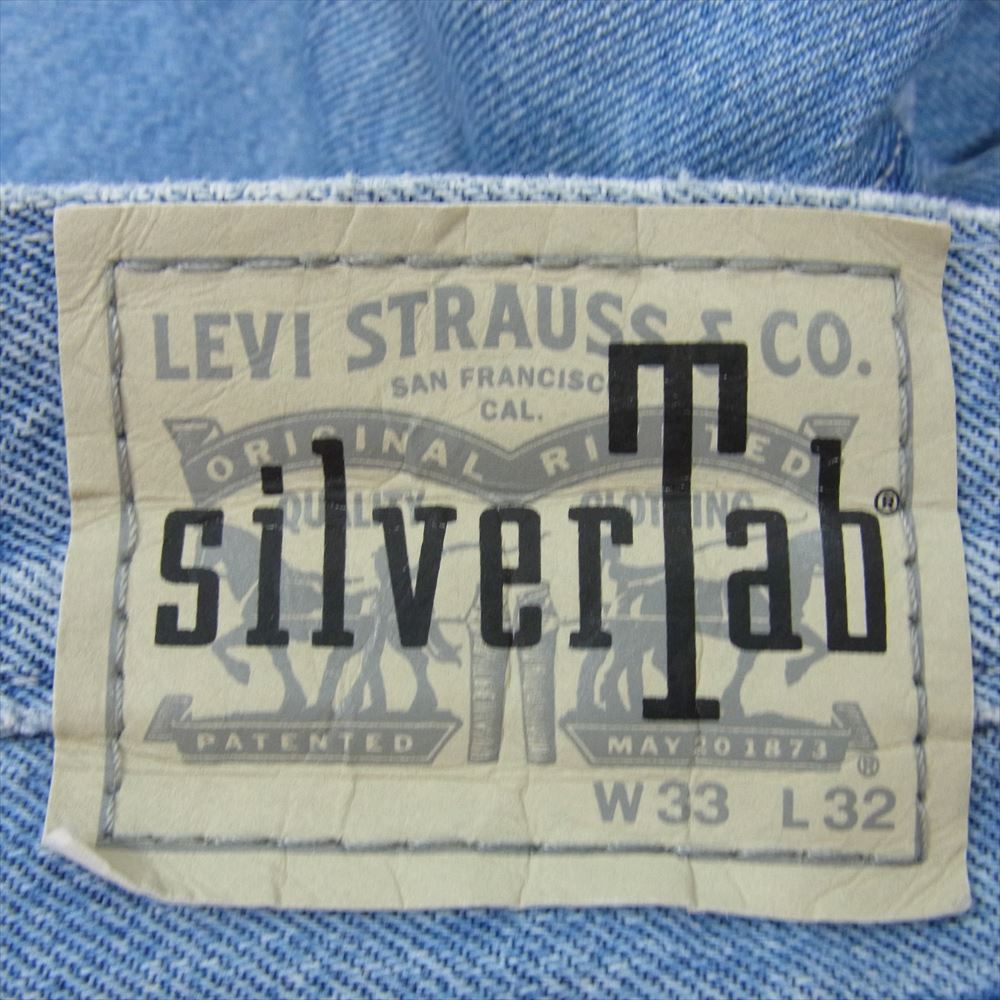 LEVI STRAUSS & CO.
SAN FRANCISCO
CAL.
ORIGINAL RIVETED
QUALITY CLOTHING
silverTab®
PATENTED MAY 20 1873 ®
W33 L32